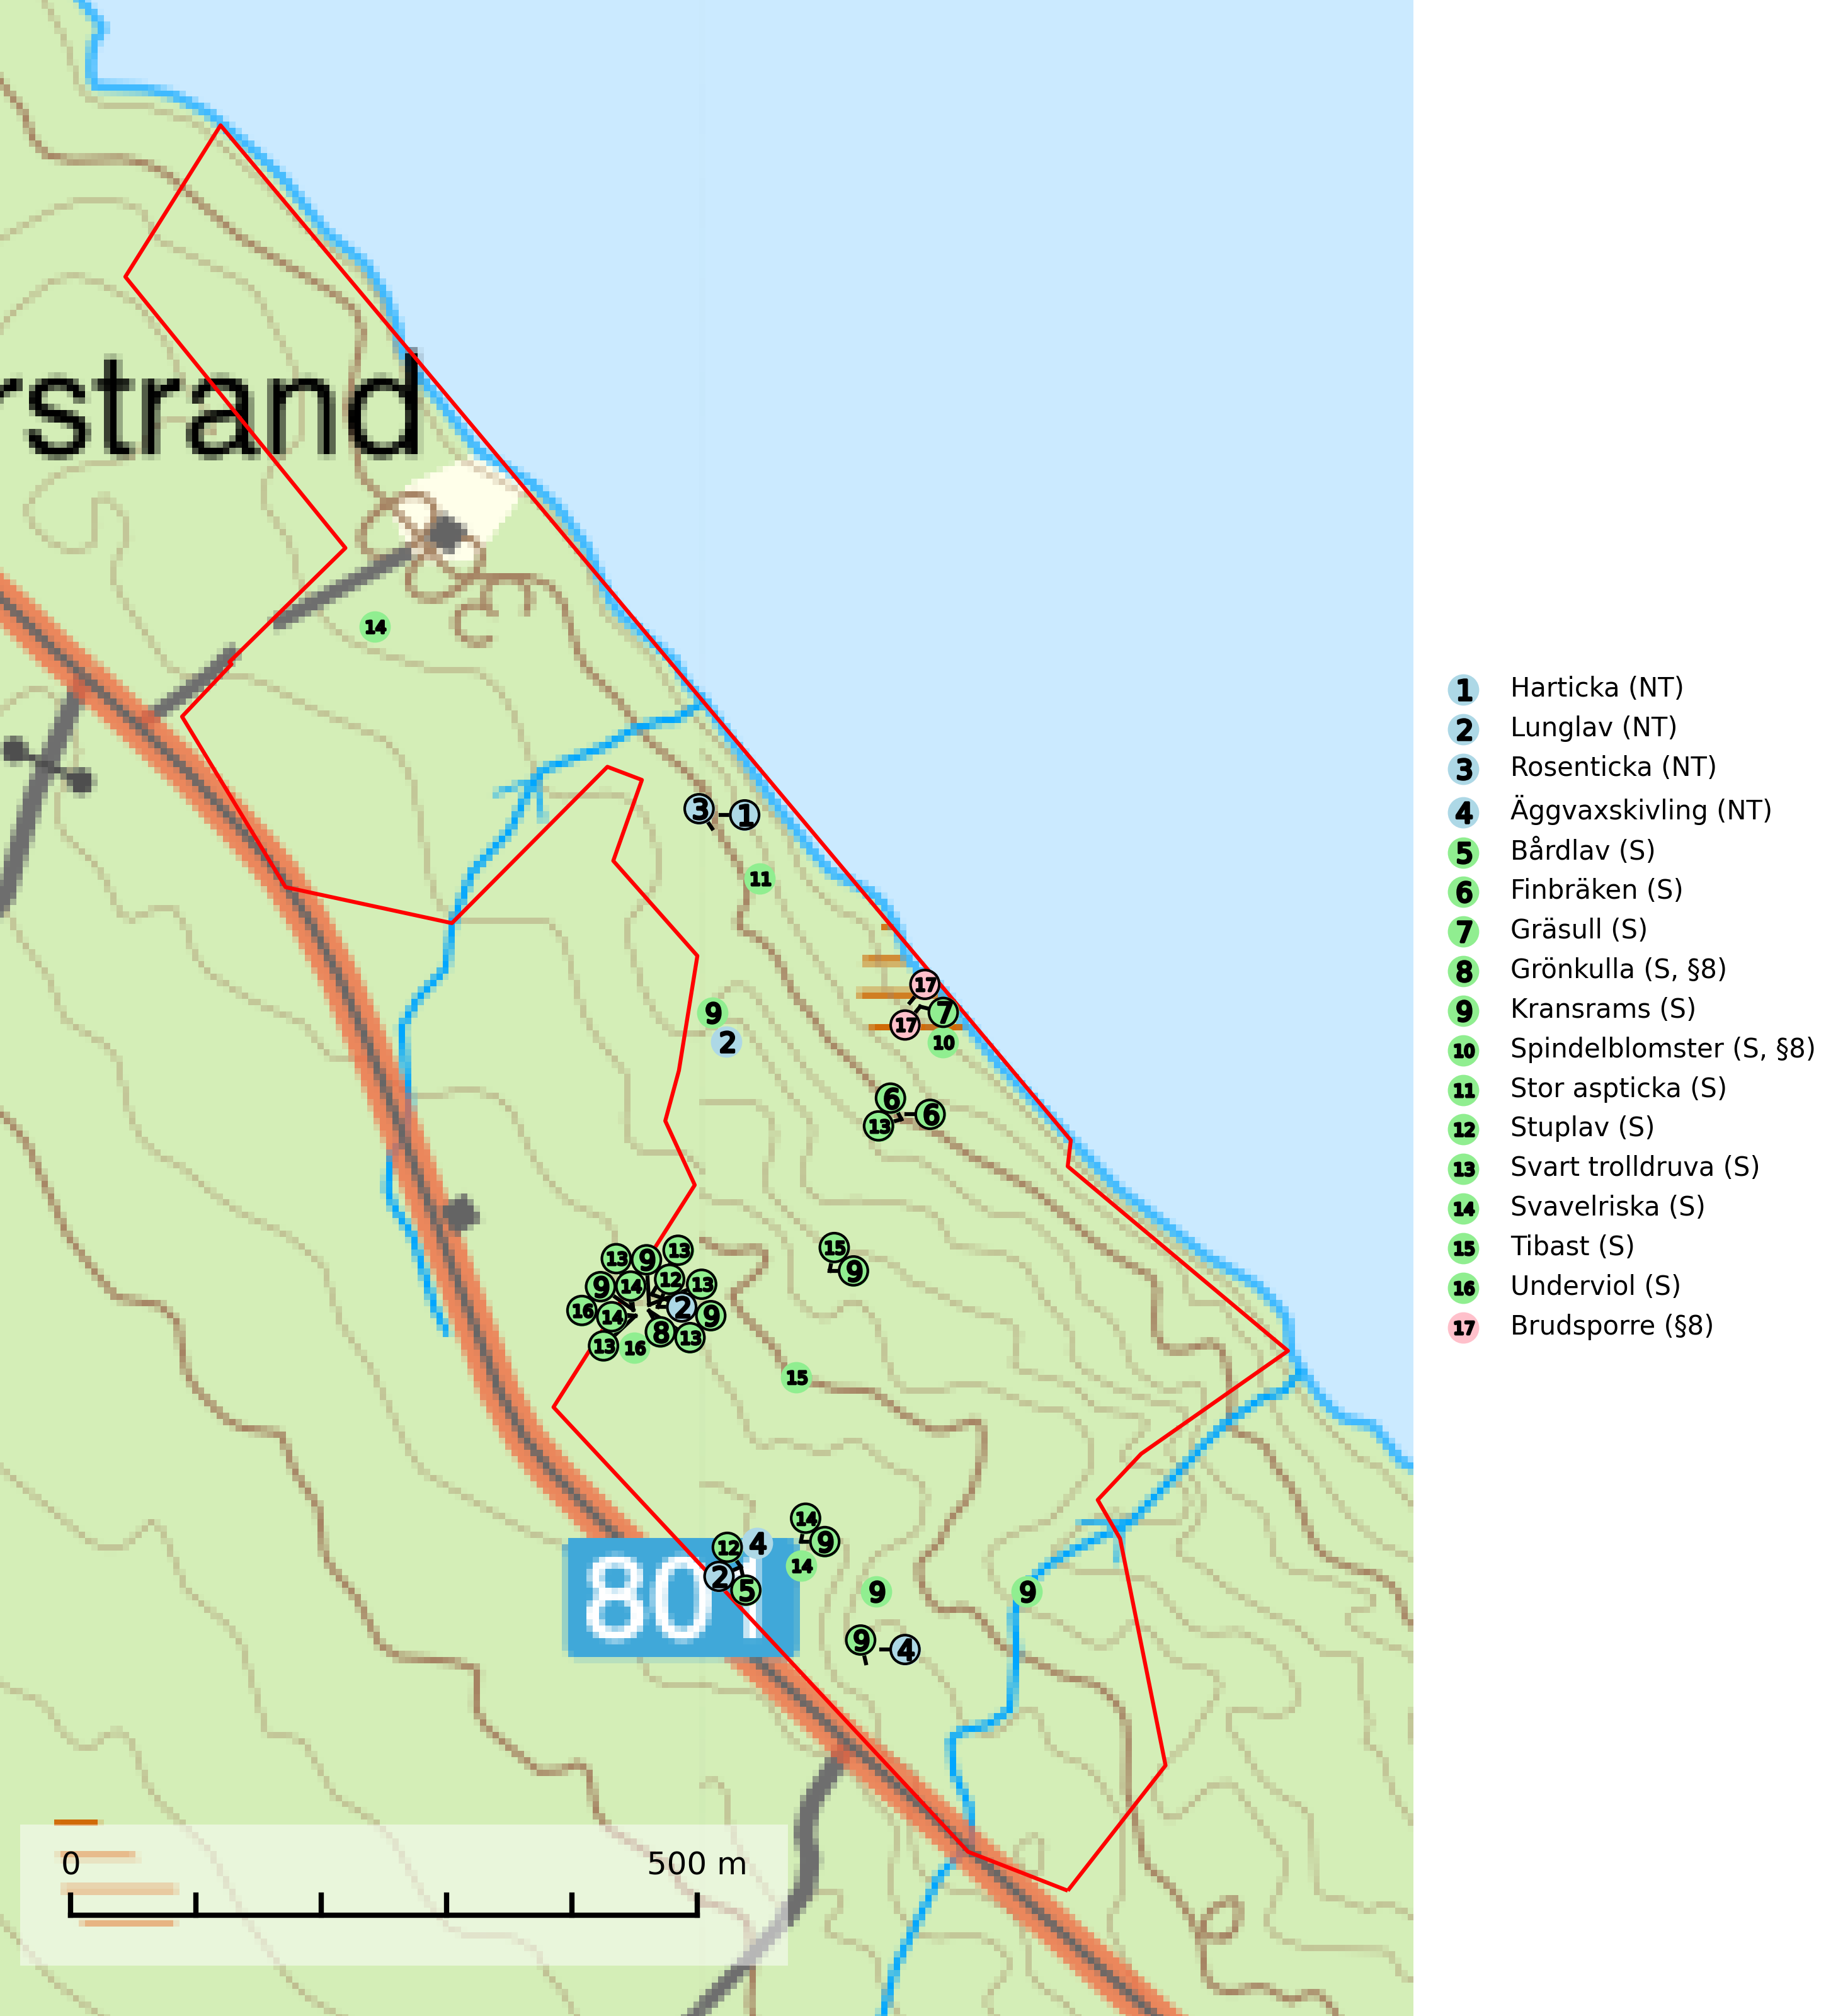 rstrand
14
3 1
11
17
9 7
2 17 10
6
13 6
13 9 13 15
9 14 12 13 9
16 14 2 9
13 16 8 13
15
14
12 4 9
14
2 5 9 9
801
9 4
0 500 m
1 Harticka (NT)
2 Lunglav (NT)
3 Rosenticka (NT)
4 Äggvaxskivling (NT)
5 Bårdlav (S)
6 Finbräken (S)
7 Gräsull (S)
8 Grönkulla (S, §8)
9 Kransrams (S)
10 Spindelblomster (S, §8)
11 Stor aspticka (S)
12 Stuplav (S)
13 Svart trolldruva (S)
14 Svavelriska (S)
15 Tibast (S)
16 Underviol (S)
17 Brudsporre (§8)